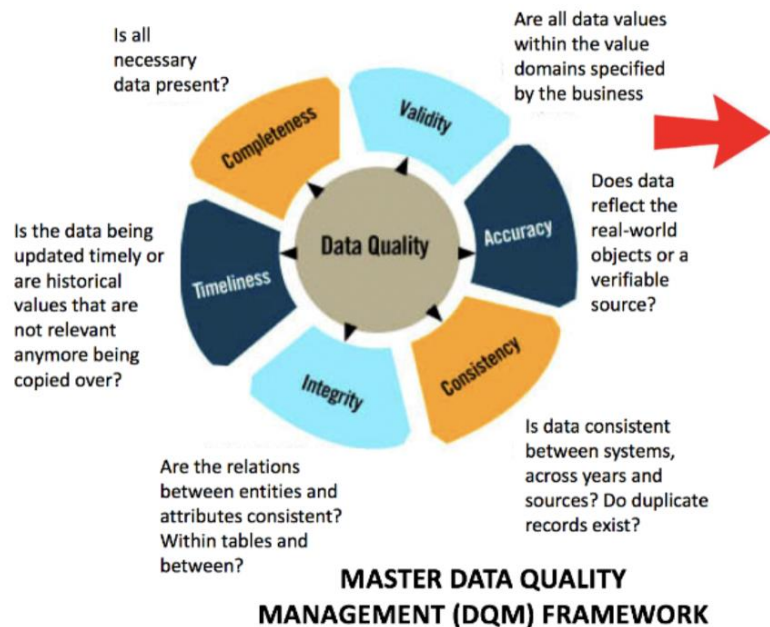 Is all
necessary
data present?
Are all data values
within the value
domains specified
by the business
Completeness
Validity
Does data
reflect the
real-world
objects or a
verifiable
source?
Accuracy
Data Quality
Is the data being
updated timely or
are historical
values that are
not relevant
anymore being
copied over?
Timeliness
Integrity
Consistency
Is data consistent
between systems,
across years and
sources? Do duplicate
records exist?
Are the relations
between entities and
attributes consistent?
Within tables and
between?
MASTER DATA QUALITY
MANAGEMENT (DQM) FRAMEWORK